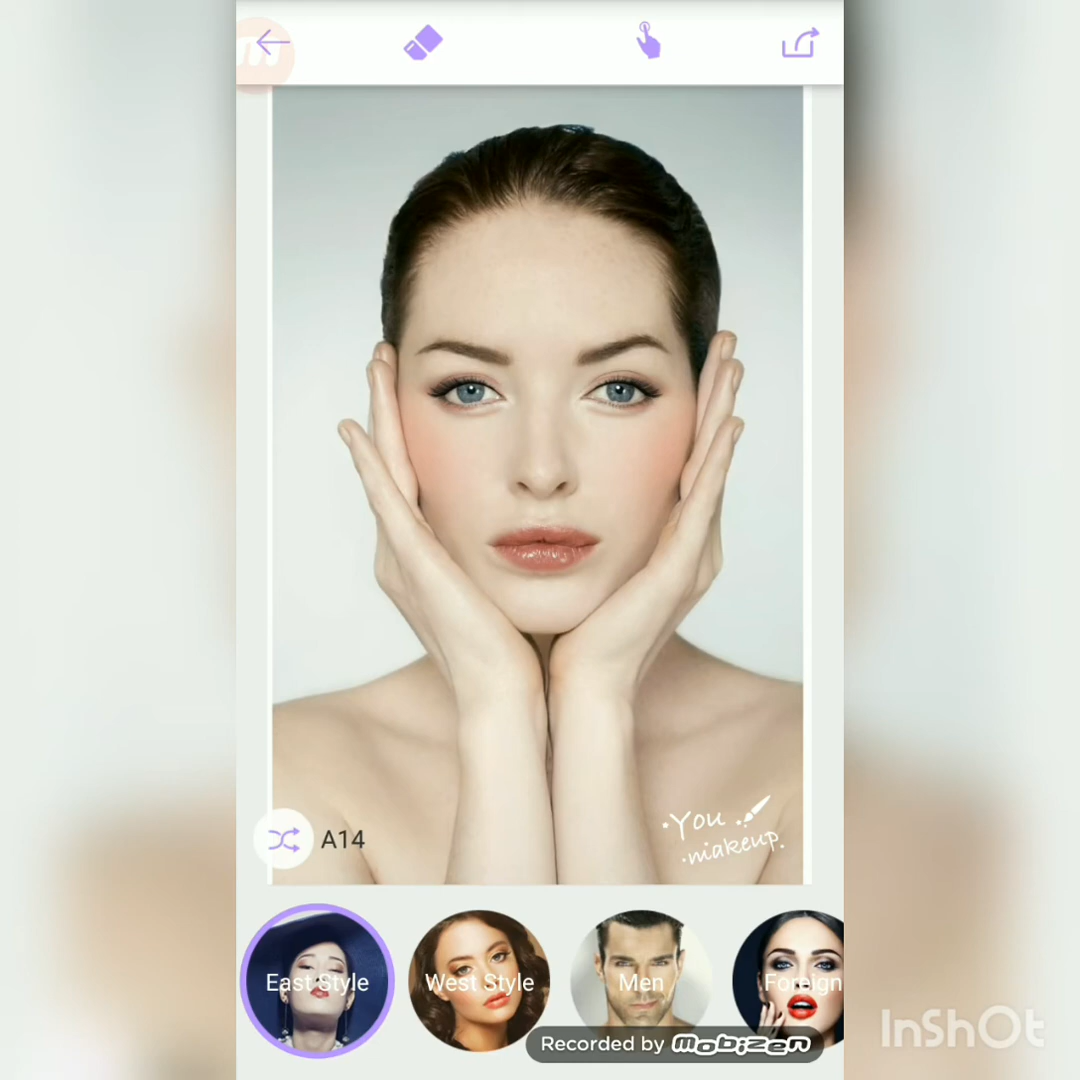 A14
•You
•makeup.
East Style
West Style
Men
Foreign
Recorded by mobizen
InShOt